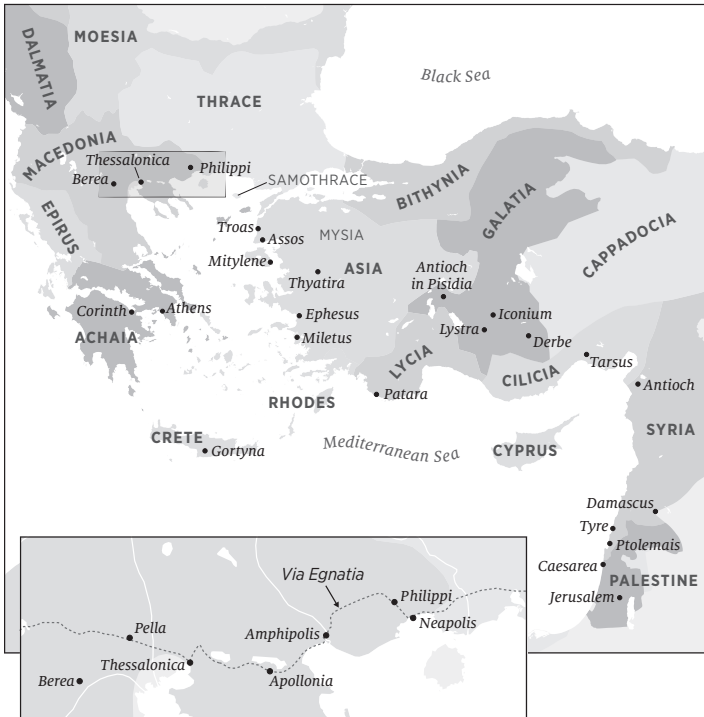 DALMATIA
MOESIA
Black Sea
THRACE
MACEDONIA
Thessalonica
Philippi
Berea
SAMOTHRACE
BITHYNIA
GALATIA
CAPPADOCIA
EPIRUS
Troas
Assos
MYSIA
Mitylene
ASIA
Thyatira
Antioch
in Pisidia
Corinth
Athens
Ephesus
Iconium
ACHAIA
Miletus
Lystra
Derbe
LYCIA
CILICIA
Tarsus
Antioch
Patara
RHODES
CRETE
Gortyna
Mediterranean Sea
CYPRUS
SYRIA
Damascus
Tyre
Ptolemais
Caesarea
PALESTINE
Jerusalem
Via Egnatia
Philippi
Neapolis
Pella
Amphipolis
Thessalonica
Apollonia
Berea